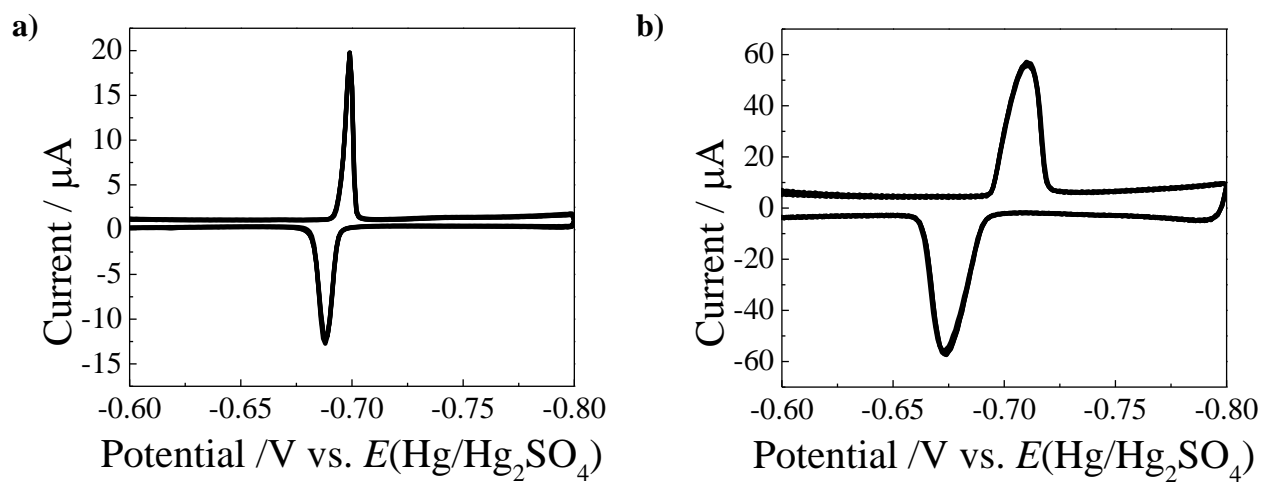 a)
20
15
10
5
0
-5
-10
-15
Current / μA
-0.60 -0.65 -0.70 -0.75 -0.80
Potential /V vs. E(Hg/Hg₂SO₄)
b)
60
40
20
0
-20
-40
-60
Current / μA
-0.60 -0.65 -0.70 -0.75 -0.80
Potential /V vs. E(Hg/Hg₂SO₄)